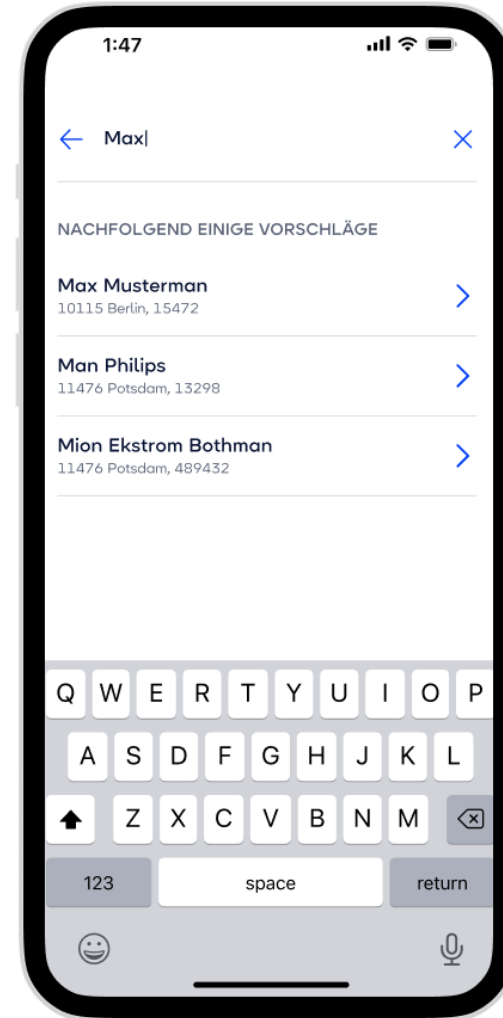 1:47
Max
NACHFOLGEND EINIGE VORSCHLÄGE
Max Musterman
10115 Berlin, 15472
Man Philips
11476 Potsdam, 13298
Mion Ekstrom Bothman
11476 Potsdam, 489432
Q W E R T Y U I O P
A S D F G H J K L
Z X C V B N M
123 space return